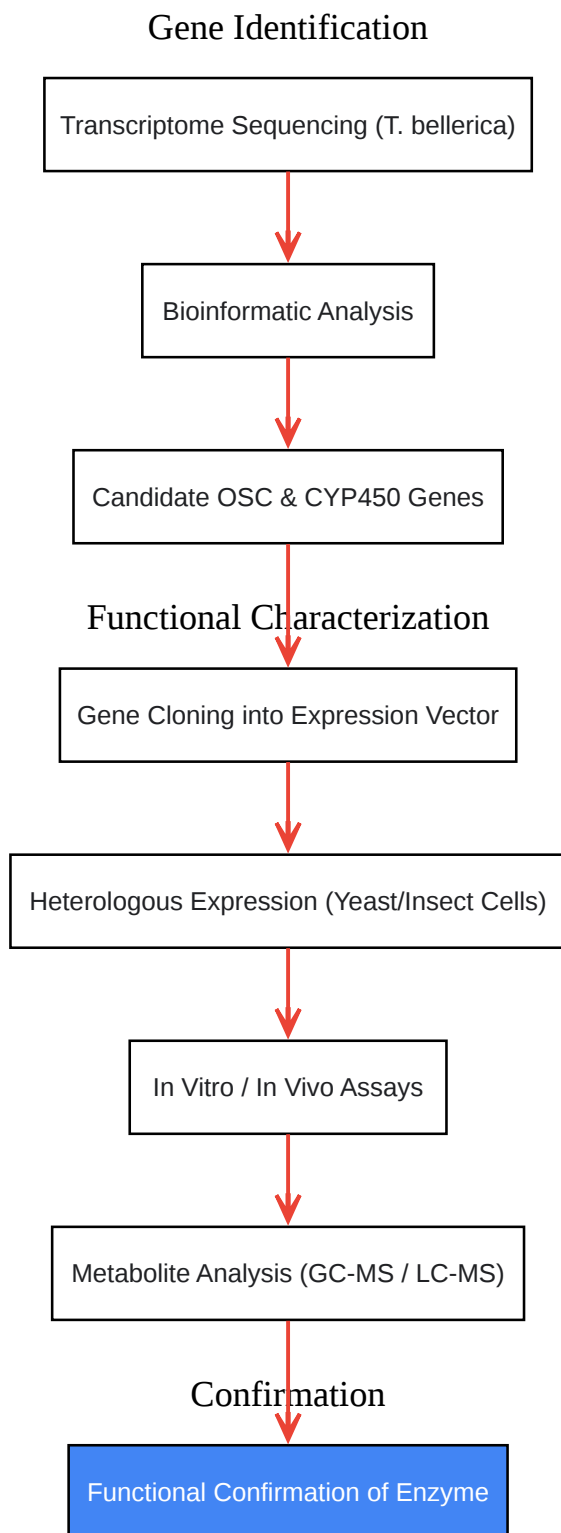 Gene Identification
Transcriptome Sequencing (T. bellerica)
Bioinformatic Analysis
Candidate OSC & CYP450 Genes
Functional Characterization
Gene Cloning into Expression Vector
Heterologous Expression (Yeast/Insect Cells)
In Vitro / In Vivo Assays
Metabolite Analysis (GC-MS / LC-MS)
Confirmation
Functional Confirmation of Enzyme